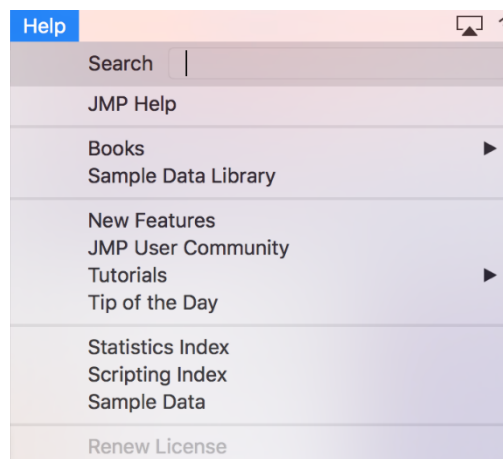 Help
Search
JMP Help
Books
Sample Data Library
New Features
JMP User Community
Tutorials
Tip of the Day
Statistics Index
Scripting Index
Sample Data
Renew License